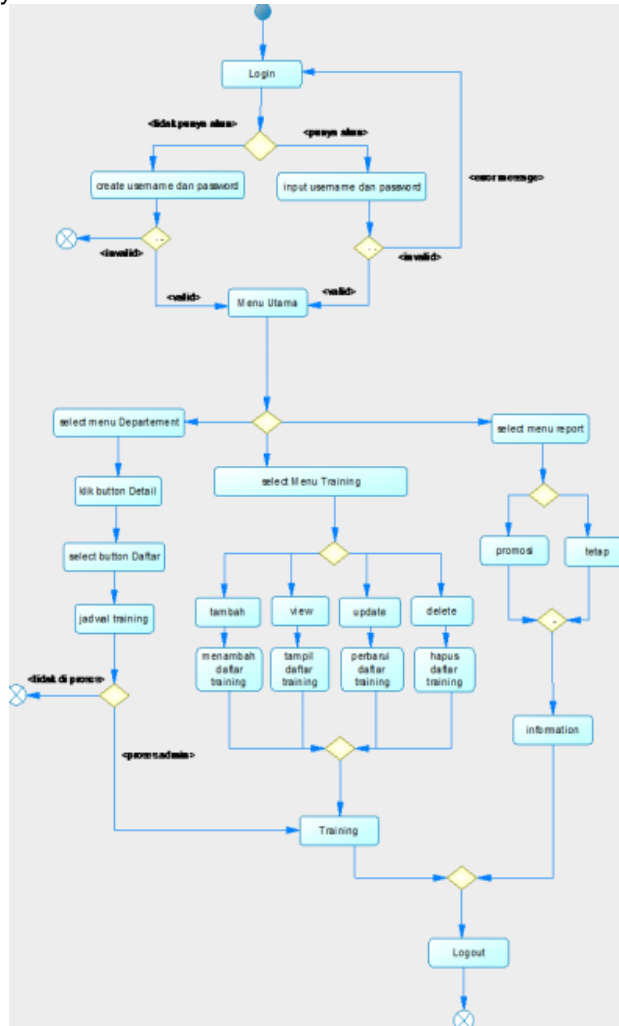 y
Login
<tidak punya akun>
<punya akun>
create username dan password
input username dan password
<error message>
<invalid>
<invalid>
<valid>
<valid>
Menu Utama
select menu Departement
select menu report
klik button Detail
select Menu Training
select button Daftar
promosi
tetap
jadwal training
tambah
view
update
delete
menambah
daftar
training
tampil
daftar
training
perbarui
daftar
training
hapus
daftar
training
<tidak di proses>
information
<proses admin>
Training
Logout